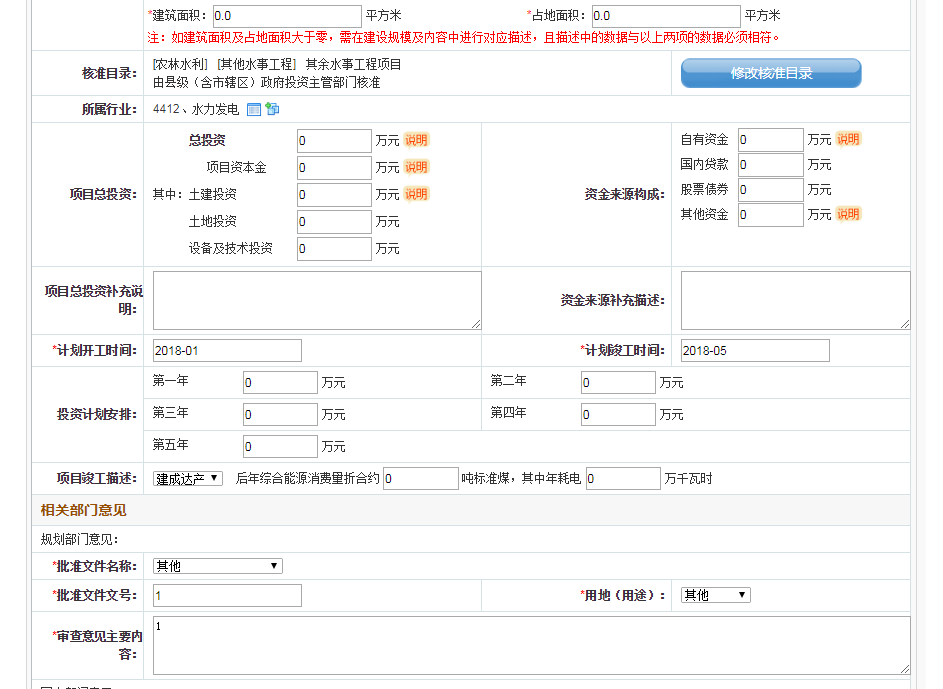 *建筑面积： 0.0 平方米 *占地面积： 0.0 平方米
注：如建筑面积及占地面积大于零，需在建设规模及内容中进行对应描述，且描述中的数据与以上两项的数据必须相符。
核准目录： [农林水利] [其他水事工程] 其余水事工程项目
由县级（含市辖区）政府投资主管部门核准
修改核准目录
所属行业： 4412、水力发电
项目总投资：
总投资 0 万元 说明
项目资本金 0 万元 说明
其中：土建投资 0 万元 说明
土地投资 0 万元
设备及技术投资 0 万元
资金来源构成：
自有资金 0 万元 说明
国内贷款 0 万元
股票债券 0 万元
其他资金 0 万元 说明
项目总投资补充说
明：
资金来源补充描述：
*计划开工时间： 2018-01 *计划竣工时间： 2018-05
投资计划安排：
第一年 0 万元 第二年 0 万元
第三年 0 万元 第四年 0 万元
第五年 0 万元
项目竣工描述： 建成达产 后年综合能源消费量折合约 0 吨标准煤，其中年耗电 0 万千瓦时
相关部门意见
规划部门意见：
*批准文件名称： 其他
*批准文件文号： 1 *用地（用途）： 其他
*审查意见主要内
容：
1